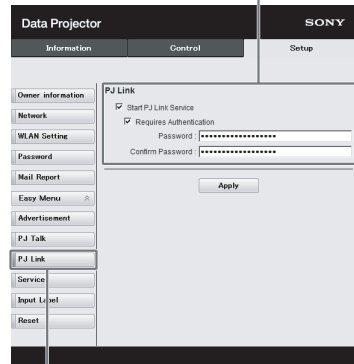 Data Projector
SONY
Information
Control
Setup
Owner information
Network
WLAN Setting
Password
Mail Report
Easy Menu
Advertisement
PJ Talk
PJ Link
Service
Input Label
Reset
PJ Link
Start PJ Link Service
Requires Authentication
Password : ••••••••••••••••••
Confirm Password : ••••••••••••••••••
Apply